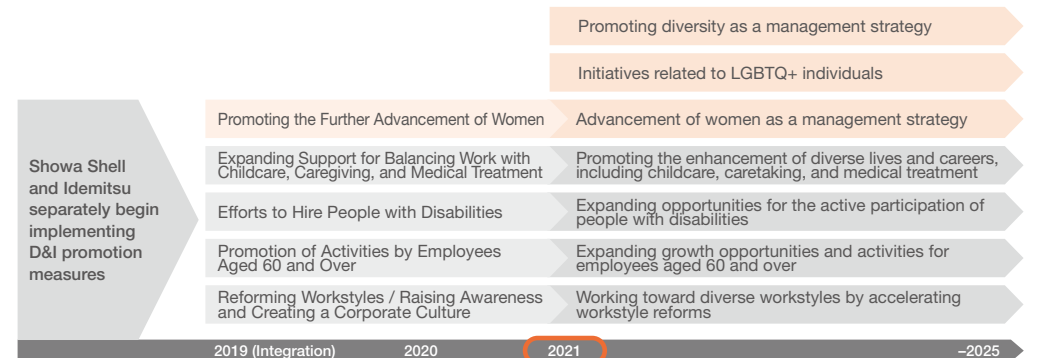 Promoting diversity as a management strategy
Initiatives related to LGBTQ+ individuals
Promoting the Further Advancement of Women
Advancement of women as a management strategy
Showa Shell
and Idemitsu
separately begin
implementing
D&I promotion
measures
Expanding Support for Balancing Work with
Childcare, Caregiving, and Medical Treatment
Promoting the enhancement of diverse lives and careers,
including childcare, caretaking, and medical treatment
Efforts to Hire People with Disabilities
Expanding opportunities for the active participation of
people with disabilities
Promotion of Activities by Employees
Aged 60 and Over
Expanding growth opportunities and activities for
employees aged 60 and over
Reforming Workstyles / Raising Awareness
and Creating a Corporate Culture
Working toward diverse workstyles by accelerating
workstyle reforms
2019 (Integration)
2020
2021
–2025